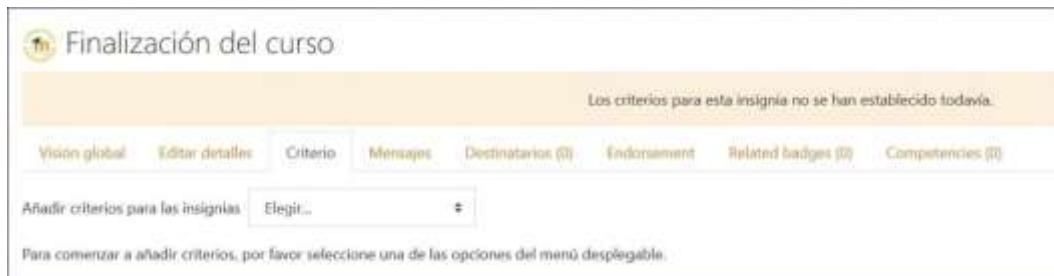 Finalización del curso
Los criterios para esta insignia no se han establecido todavía.
Visión global Editar detalles Criterio Mensajes Destinatarios (0) Endorsement Related badges (0) Competencies (0)
Añadir criterios para las insignias Elegir...
Para comenzar a añadir criterios, por favor seleccione una de las opciones del menú desplegable.